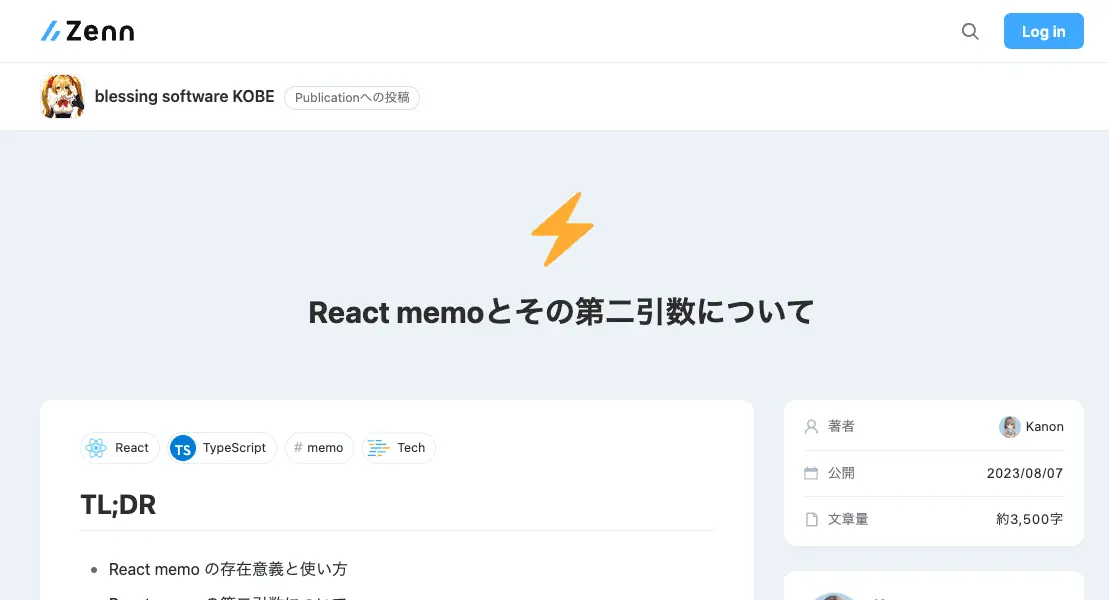 Zenn
Log in
blessing software KOBE Publicationへの投稿
React memoとその第二引数について
React TypeScript # memo Tech
TL;DR
React memo の存在意義と使い方
著者 Kanon
公開 2023/08/07
文章量 約3,500字